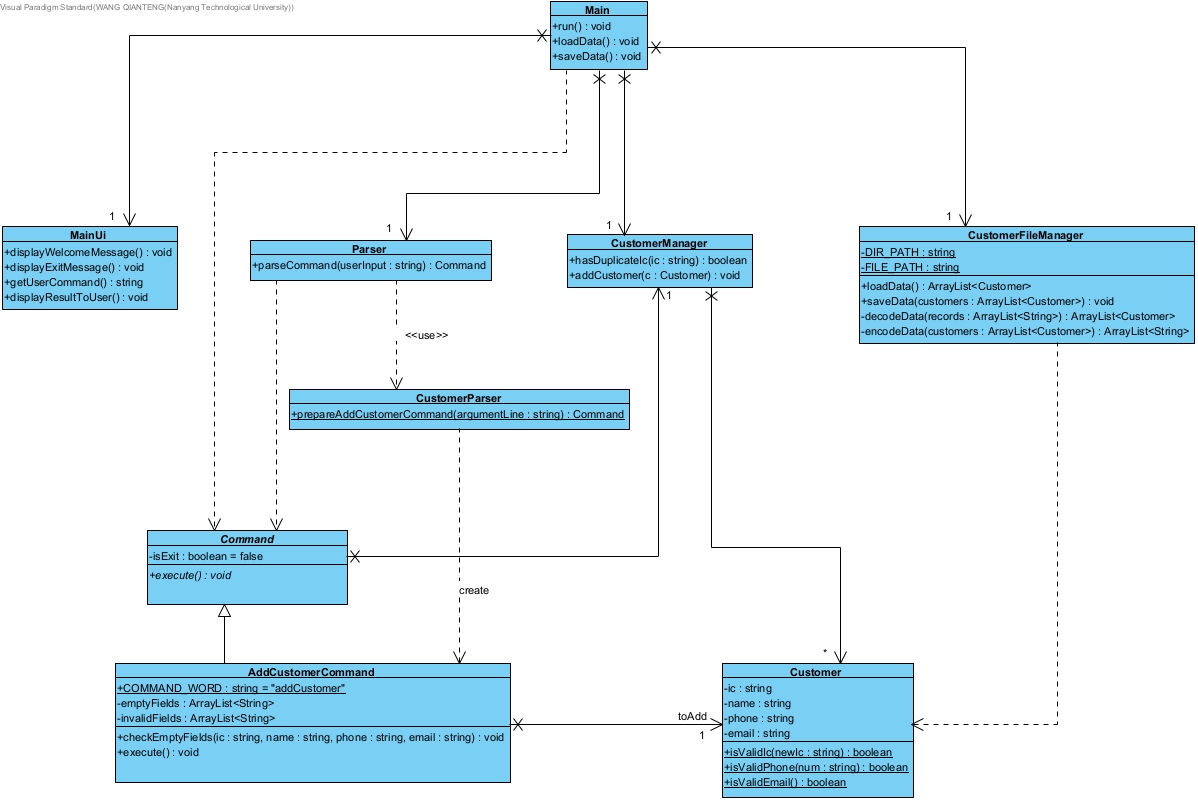 Visual Paradigm Standard(WANG QIANTENG(Nanyang Technological University))
Main
+run() : void
+loadData() : void
+saveData() : void
1
MainUi
+displayWelcomeMessage() : void
+displayExitMessage() : void
+getUserCommand() : string
+displayResultToUser() : void
1
Parser
+parseCommand(userInput : string) : Command
1
CustomerManager
+hasDuplicateIc(ic : string) : boolean
+addCustomer(c : Customer) : void
1
1
CustomerFileManager
-DIR_PATH : string
-FILE_PATH : string
+loadData() : ArrayList<Customer>
+saveData(customers : ArrayList<Customer>) : void
-decodeData(records : ArrayList<String>) : ArrayList<Customer>
-encodeData(customers : ArrayList<Customer>) : ArrayList<String>
<<use>>
CustomerParser
+prepareAddCustomerCommand(argumentLine : string) : Command
Command
-isExit : boolean = false
+execute() : void
create
AddCustomerCommand
+COMMAND_WORD : string = "addCustomer"
-emptyFields : ArrayList<String>
-invalidFields : ArrayList<String>
+checkEmptyFields(ic : string, name : string, phone : string, email : string) : void
+execute() : void
toAdd
1
*
Customer
-ic : string
-name : string
-phone : string
-email : string
+isValidIc(newIc : string) : boolean
+isValidPhone(num : string) : boolean
+isValidEmail() : boolean